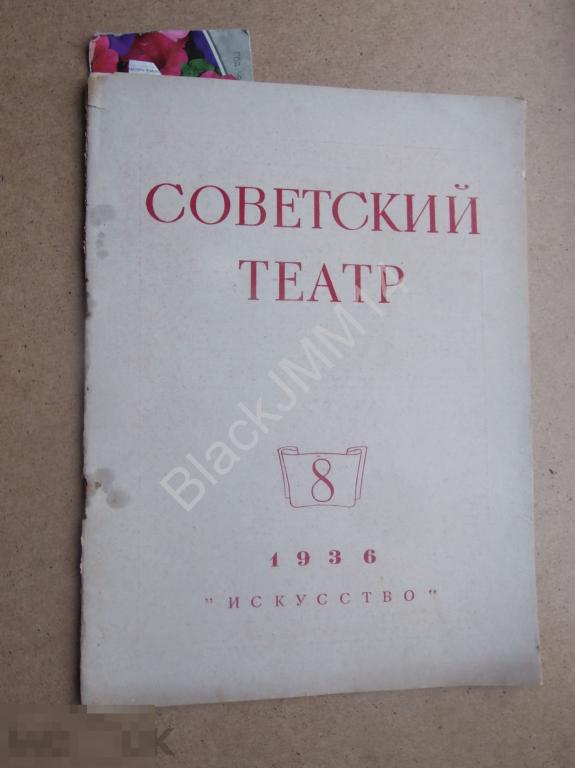 СОВЕТСКИЙ
ТЕАТР
8
1936
"ИСКУССТВО"
BlackJMM